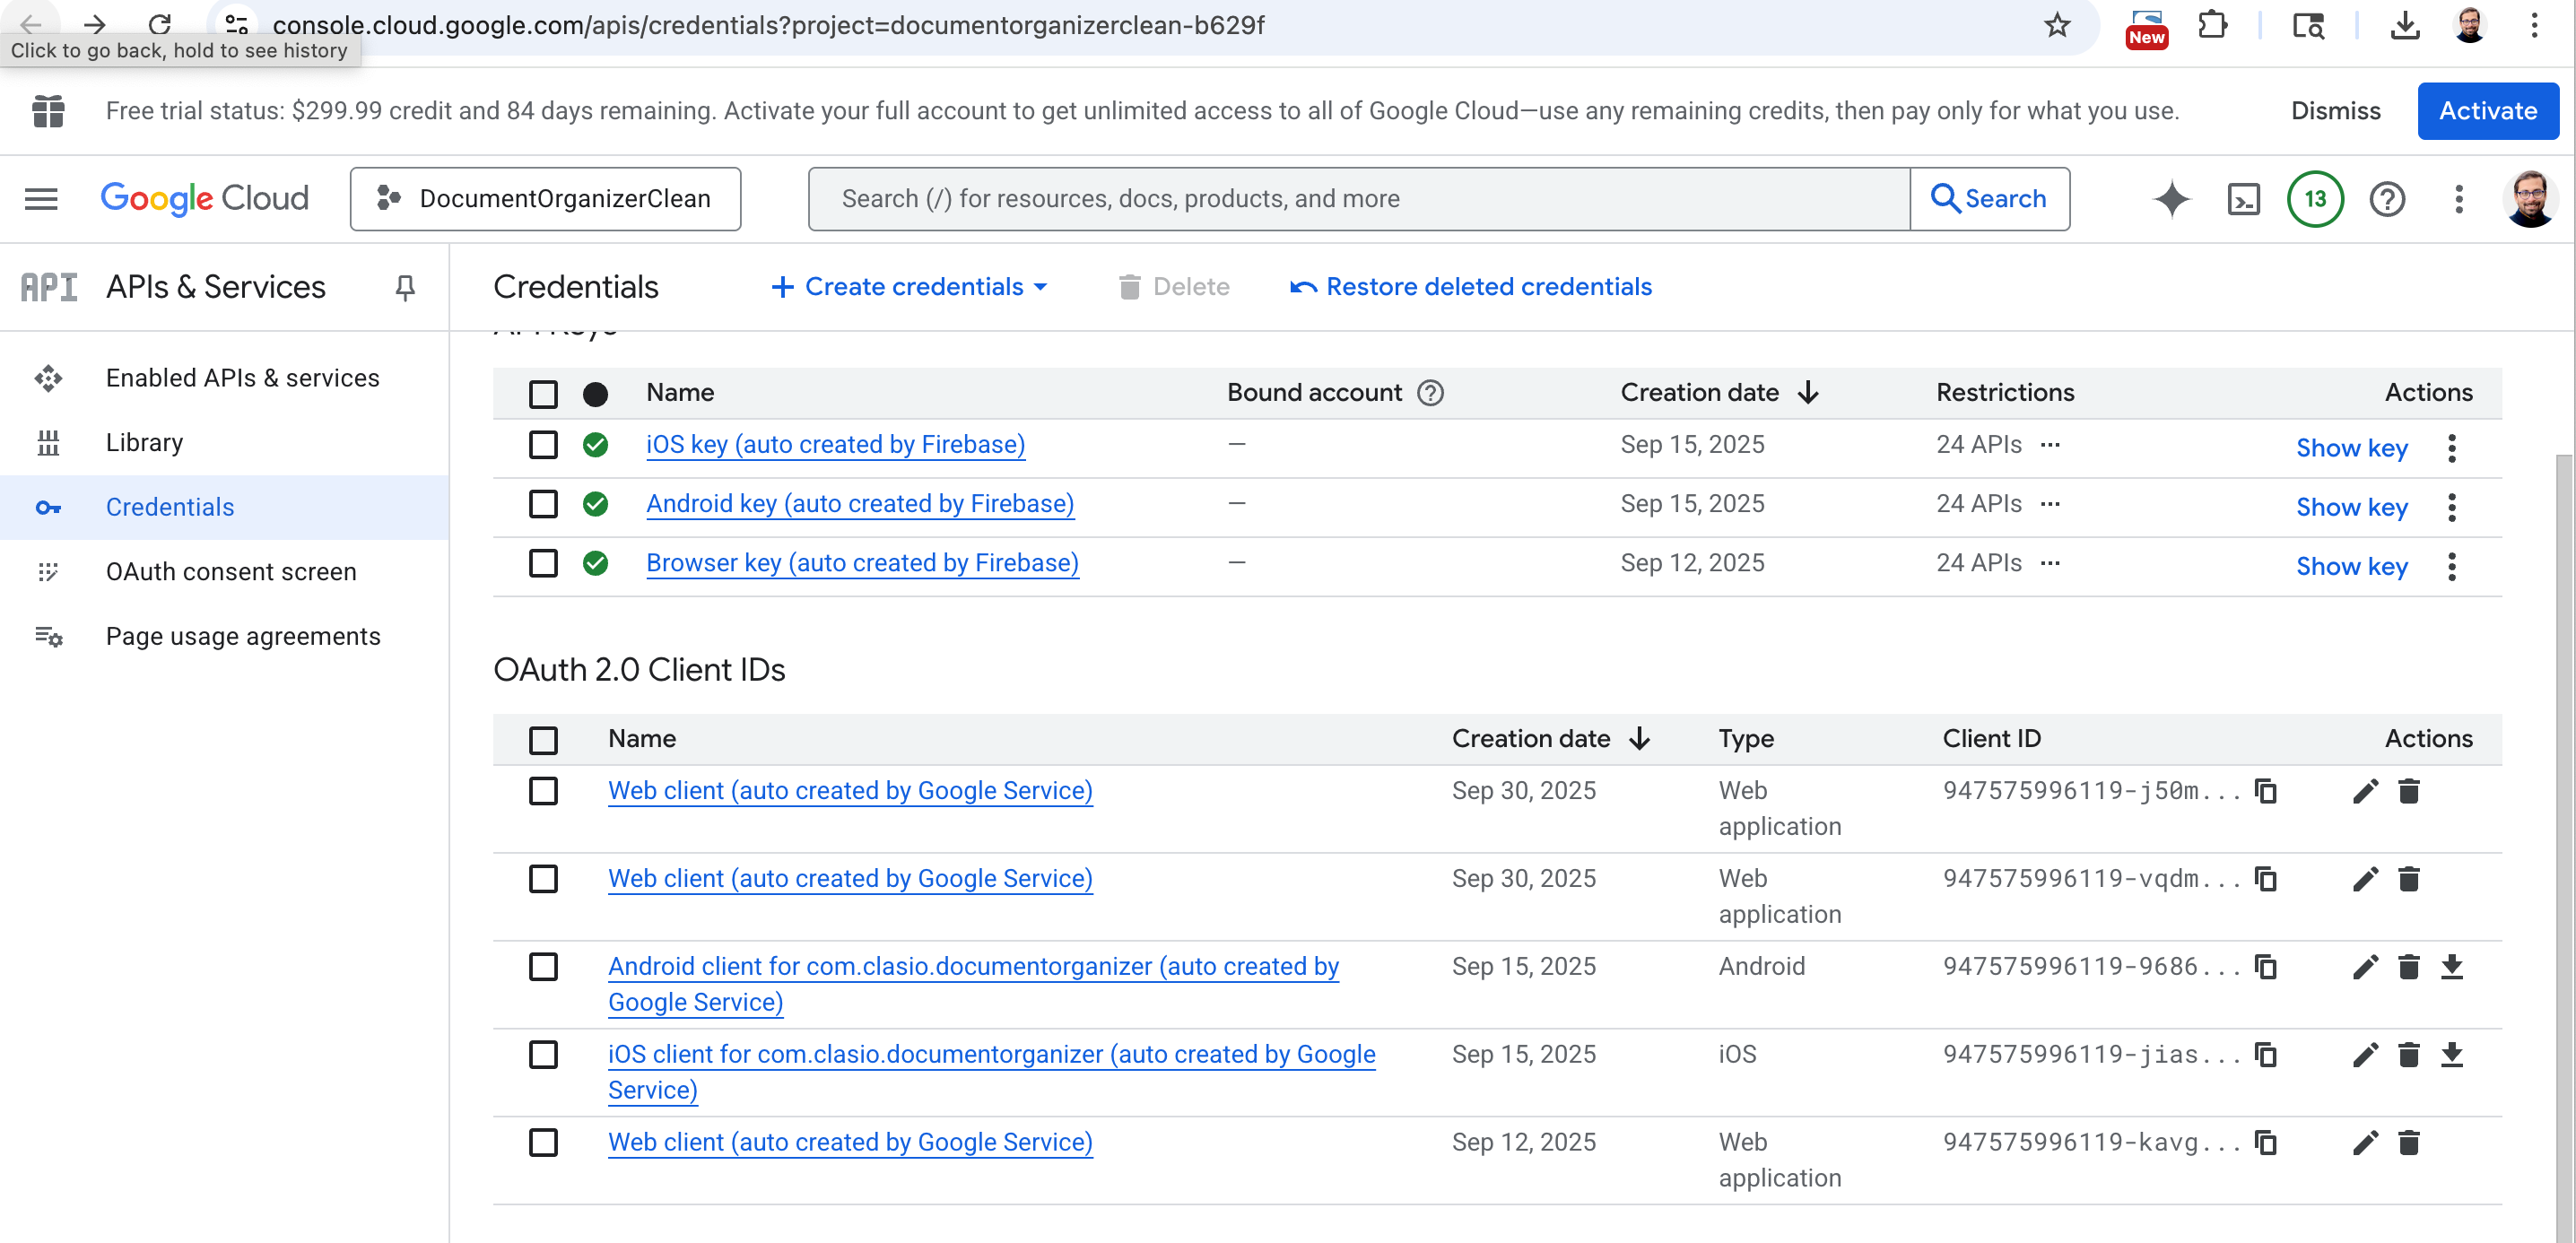 console.cloud.google.com/apis/credentials?project=documentorganizerclean-b629f
New
Click to go back, hold to see history
Free trial status: $299.99 credit and 84 days remaining. Activate your full account to get unlimited access to all of Google Cloud—use any remaining credits, then pay only for what you use.
Dismiss
Activate
Google Cloud
DocumentOrganizerClean
Search (/) for resources, docs, products, and more
Search
13
API
APIs & Services
Enabled APIs & services
Library
Credentials
OAuth consent screen
Page usage agreements
Credentials
Create credentials
Delete
Restore deleted credentials
API Keys
Name Bound account Creation date Restrictions Actions
iOS key (auto created by Firebase) — Sep 15, 2025 24 APIs ... Show key
Android key (auto created by Firebase) — Sep 15, 2025 24 APIs ... Show key
Browser key (auto created by Firebase) — Sep 12, 2025 24 APIs ... Show key
OAuth 2.0 Client IDs
Name Creation date Type Client ID Actions
Web client (auto created by Google Service) Sep 30, 2025 Web 947575996119-j50m...
application
Web client (auto created by Google Service) Sep 30, 2025 Web 947575996119-vqdm...
application
Android client for com.clasio.documentorganizer (auto created by Sep 15, 2025 Android 947575996119-9686...
Google Service)
iOS client for com.clasio.documentorganizer (auto created by Google Sep 15, 2025 iOS 947575996119-jias...
Service)
Web client (auto created by Google Service) Sep 12, 2025 Web 947575996119-kavg...
application